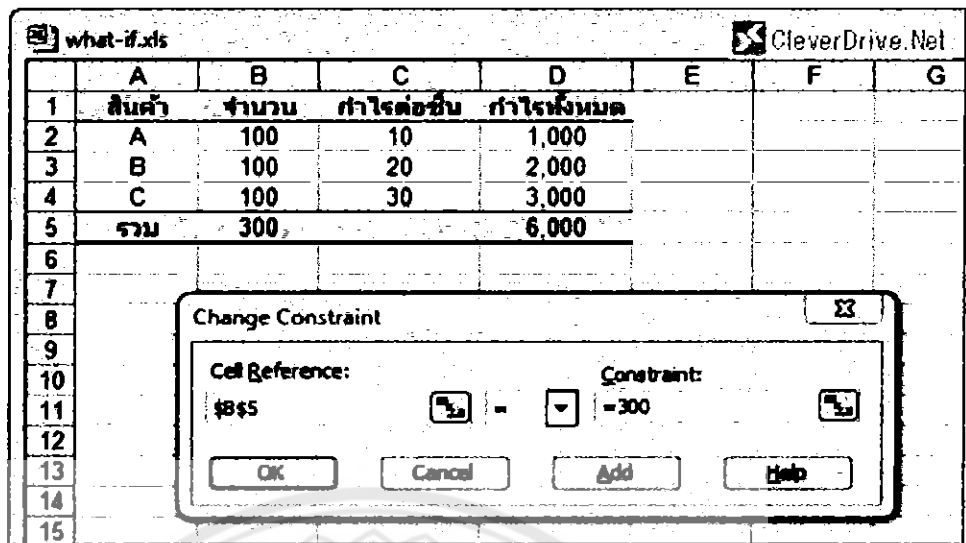 what-if.xls
CleverDrive.Net
A B C D E F G
1 สินค้า จำนวน กำไรต่อชิ้น กำไรทั้งหมด
2 A 100 10 1,000
3 B 100 20 2,000
4 C 100 30 3,000
5 รวม 300 6,000
6
7
8
9
10
11
12
13
14
15
Change Constraint
Cell Reference: Constraint:
$B$5 = =300
OK Cancel Add Help